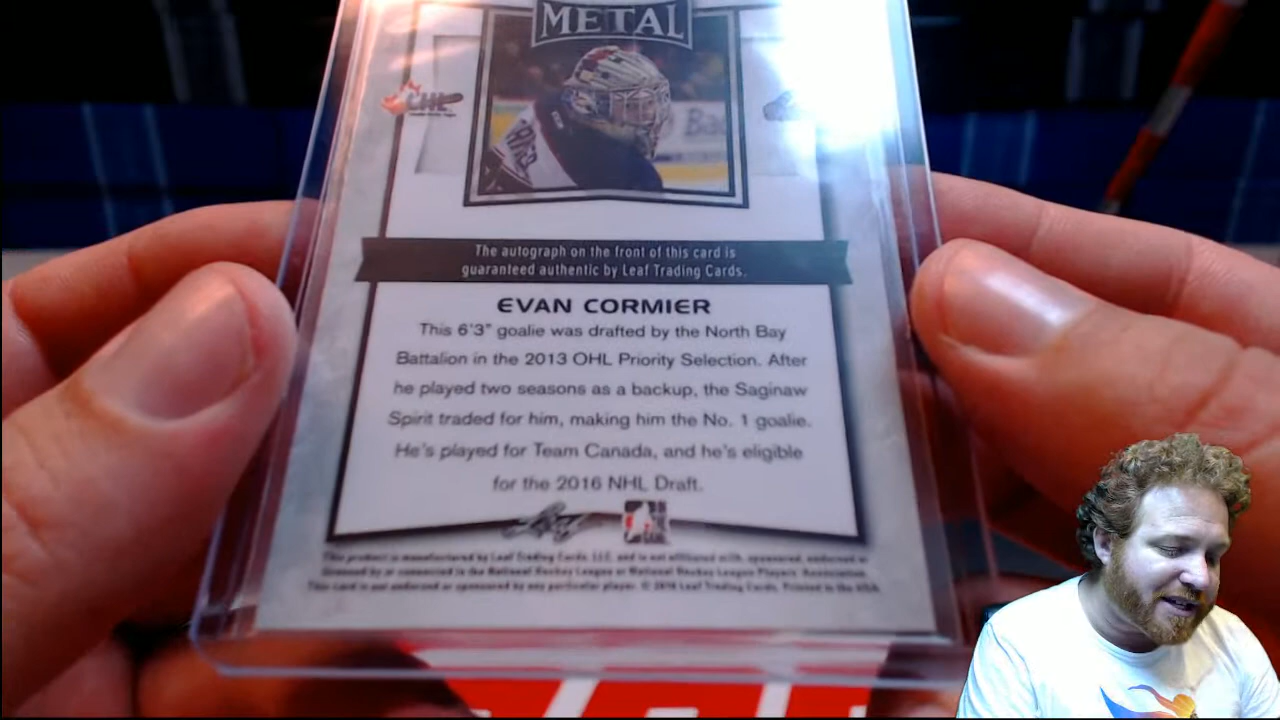 METAL
CHL
The autograph on the front of this card is
guaranteed authentic by Leaf Trading Cards.
EVAN CORMIER
This 6'3" goalie was drafted by the North Bay
Battalion in the 2013 OHL Priority Selection. After
he played two seasons as a backup, the Saginaw
Spirit traded for him, making him the No. 1 goalie.
He's played for Team Canada, and he's eligible
for the 2016 NHL Draft.
Leaf
This product is manufactured by Leaf Trading Cards, LLC. and is not affiliated with, sponsored, endorsed or
licensed by or connected to the National Hockey League or National Hockey League Players' Association.
This card is not endorsed or sponsored by any particular player. © 2016 Leaf Trading Cards. Printed in the USA